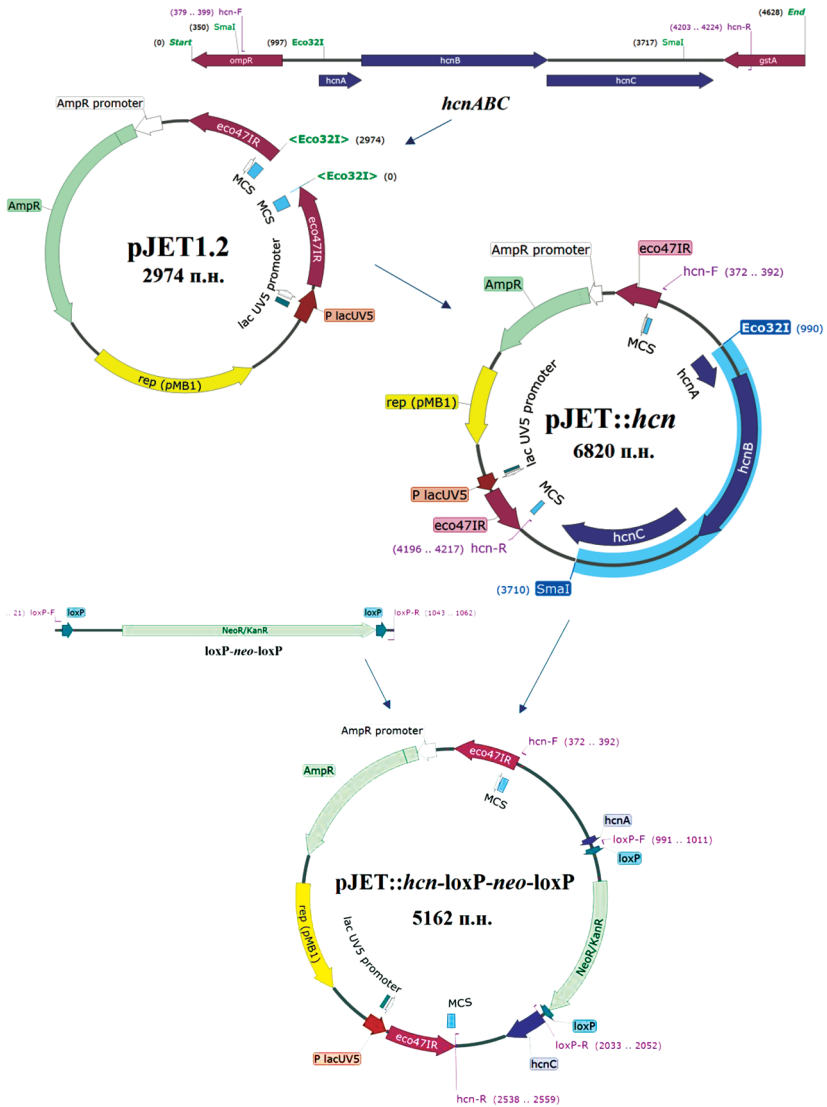 (379 .. 399) hcn-F
(350) SmaI
(0) Start
(997) Eco32I
(4628) End
(4203 .. 4224) hcn-R
(3717) SmaI
ompR
hcnB
gstA
hcnA
hcnC
hcnABC
AmpR promoter
eco47IR
<Eco32I> (2974)
MCS
<Eco32I> (0)
MCS
AmpR
eco47IR
pJET1.2
2974 п.н.
lac UV5 promoter
P lacUV5
rep (pMB1)
AmpR promoter
eco47IR
hcn-F (372 .. 392)
AmpR
MCS
Eco32I (990)
hcnA
rep (pMB1)
lac UV5 promoter
pJET::hcn
6820 п.н.
hcnB
P lacUV5
MCS
eco47IR
hcnC
(4196 .. 4217) hcn-R
(3710) SmaI
.. 21) loxP-F
loxP
loxP
loxP-R (1043 .. 1062)
NeoR/KanR
loxP-neo-loxP
AmpR promoter
eco47IR
hcn-F (372 .. 392)
AmpR
MCS
hcnA
loxP-F (991 .. 1011)
loxP
pJET::hcn-loxP-neo-loxP
5162 п.н.
rep (pMB1)
NeoR/KanR
lac UV5 promoter
MCS
loxP
P lacUV5
eco47IR
hcnC
loxP-R (2033 .. 2052)
hcn-R (2538 .. 2559)